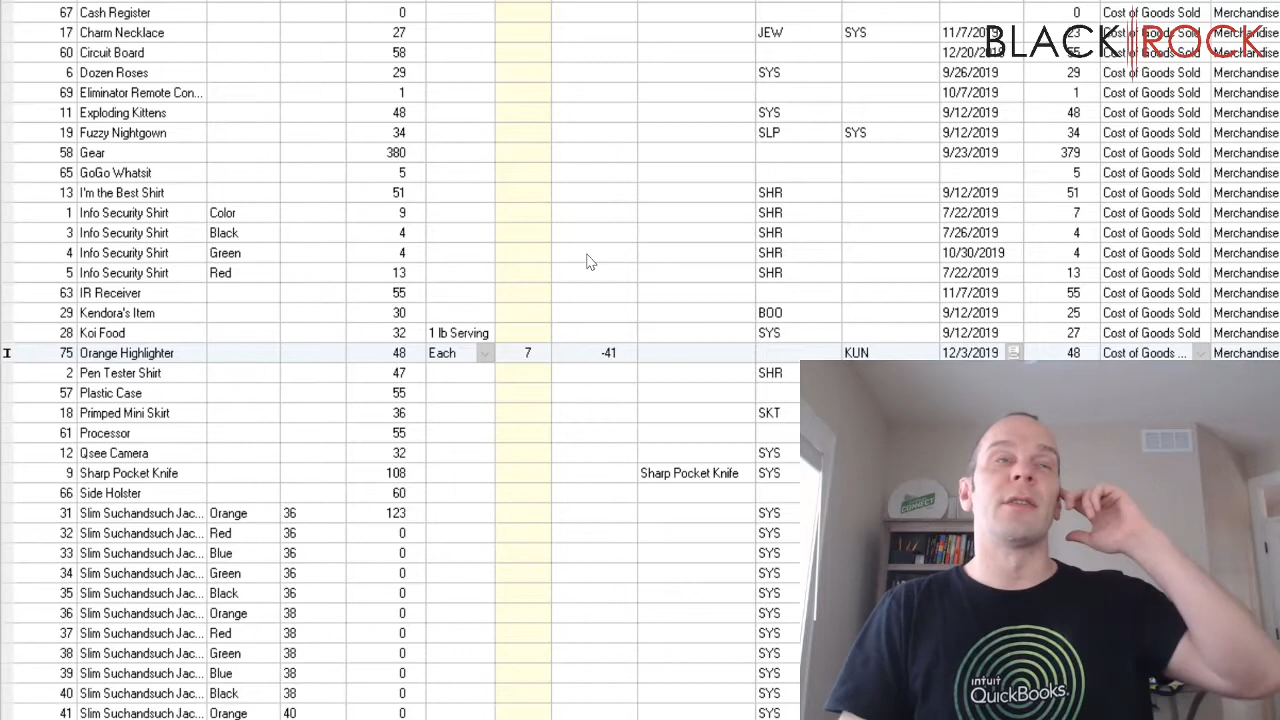 67 Cash Register 0 0 Cost of Goods Sold Merchandise
17 Charm Necklace 27 JEW SYS 11/7/2019 23 Cost of Goods Sold Merchandise
BLACK ROCK
60 Circuit Board 58 12/20/2019 55 Cost of Goods Sold Merchandise
6 Dozen Roses 29 SYS 9/26/2019 29 Cost of Goods Sold Merchandise
69 Eliminator Remote Con... 1 10/7/2019 1 Cost of Goods Sold Merchandise
11 Exploding Kittens 48 SYS 9/12/2019 48 Cost of Goods Sold Merchandise
19 Fuzzy Nightgown 34 SLP SYS 9/12/2019 34 Cost of Goods Sold Merchandise
58 Gear 380 9/23/2019 379 Cost of Goods Sold Merchandise
65 GoGo Whatsit 5 5 Cost of Goods Sold Merchandise
13 I'm the Best Shirt 51 SHR 9/12/2019 51 Cost of Goods Sold Merchandise
1 Info Security Shirt Color 9 SHR 7/22/2019 7 Cost of Goods Sold Merchandise
3 Info Security Shirt Black 4 SHR 7/26/2019 4 Cost of Goods Sold Merchandise
4 Info Security Shirt Green 4 SHR 10/30/2019 4 Cost of Goods Sold Merchandise
5 Info Security Shirt Red 13 SHR 7/22/2019 13 Cost of Goods Sold Merchandise
63 IR Receiver 55 11/7/2019 55 Cost of Goods Sold Merchandise
29 Kendora's Item 30 BOO 9/12/2019 25 Cost of Goods Sold Merchandise
28 Koi Food 32 1 lb Serving SYS 9/12/2019 27 Cost of Goods Sold Merchandise
75 Orange Highlighter 48 Each 7 -41 KUN 12/3/2019 48 Cost of Goods ... Merchandise
2 Pen Tester Shirt 47 SHR
57 Plastic Case 55
18 Primped Mini Skirt 36 SKT
61 Processor 55
12 Qsee Camera 32 SYS
9 Sharp Pocket Knife 108 Sharp Pocket Knife SYS
66 Side Holster 60
31 Slim Suchandsuch Jac... Orange 36 123 SYS
32 Slim Suchandsuch Jac... Red 36 0 SYS
33 Slim Suchandsuch Jac... Blue 36 0 SYS
34 Slim Suchandsuch Jac... Green 36 0 SYS
35 Slim Suchandsuch Jac... Black 36 0 SYS
36 Slim Suchandsuch Jac... Orange 38 0 SYS
37 Slim Suchandsuch Jac... Red 38 0 SYS
38 Slim Suchandsuch Jac... Green 38 0 SYS
39 Slim Suchandsuch Jac... Blue 38 0 SYS
40 Slim Suchandsuch Jac... Black 38 0 SYS
41 Slim Suchandsuch Jac... Orange 40 0 SYS
CONNECT
INTUIT
QuickBooks.